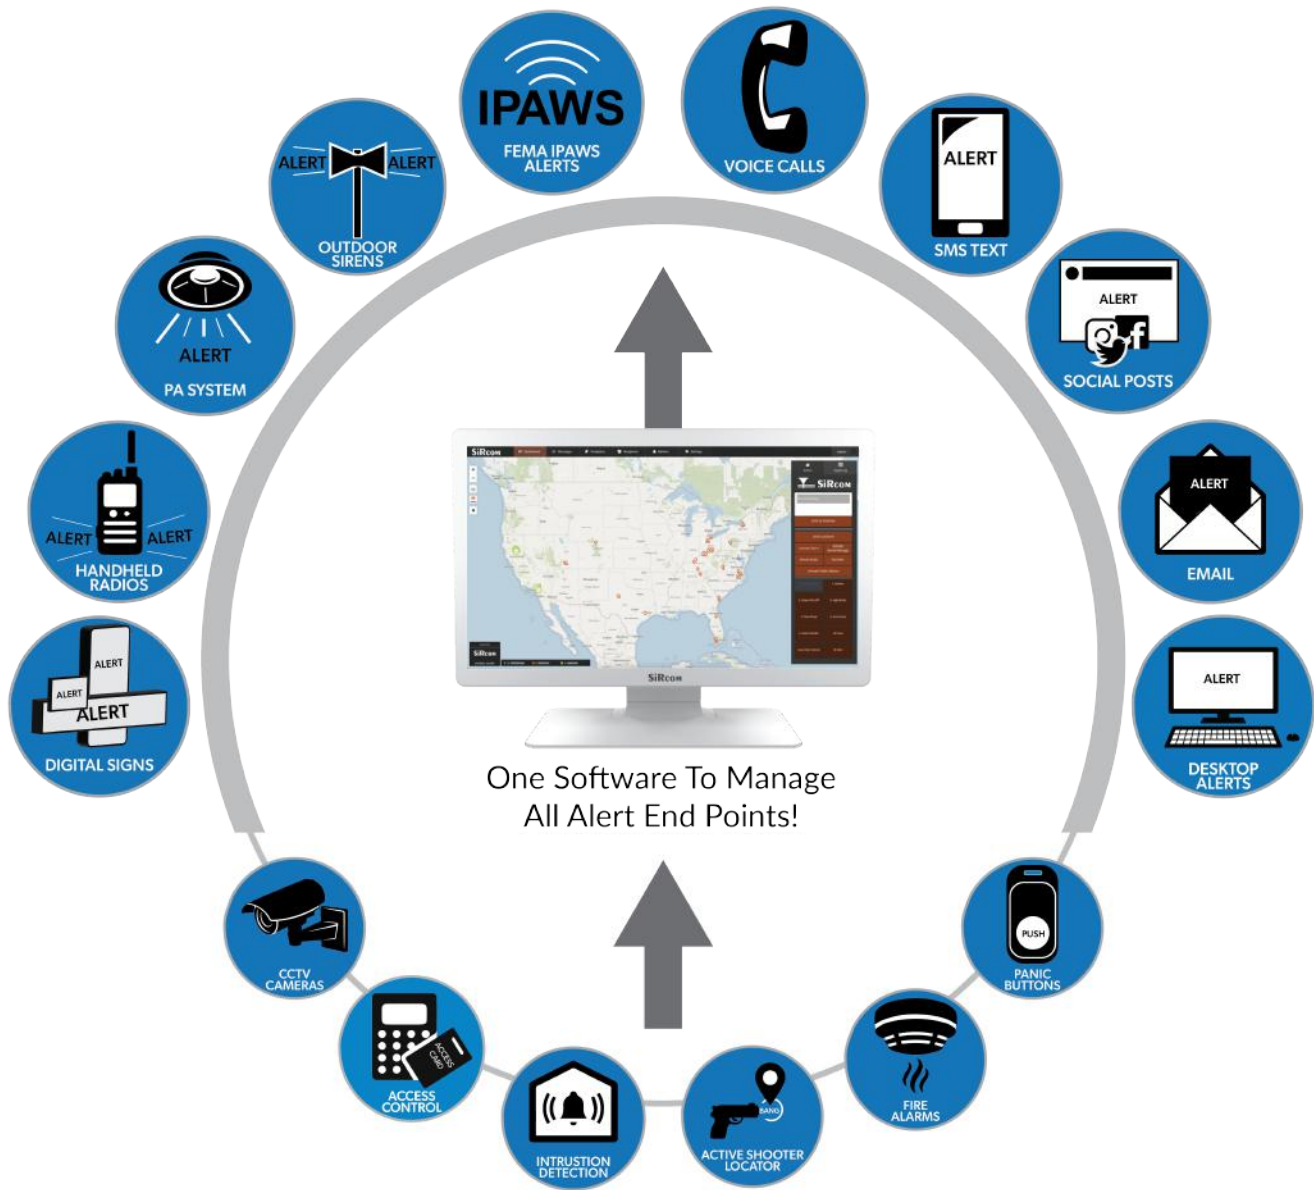 IPAWS
FEMA IPAWS
ALERTS
VOICE CALLS
ALERT
ALERT
OUTDOOR
SIRENS
ALERT
SMS TEXT
ALERT
PA SYSTEM
ALERT
SOCIAL POSTS
ALERT
ALERT
HANDHELD
RADIOS
ALERT
EMAIL
SiRcom
SiRcom
SiRcom
SiRcom
ALERT
ALERT
ALERT
DIGITAL SIGNS
ALERT
DESKTOP
ALERTS
One Software To Manage
All Alert End Points!
CCTV
CAMERAS
PUSH
PANIC
BUTTONS
ACCESS
CARD
ACCESS
CONTROL
FIRE
ALARMS
INTRUSTION
DETECTION
BANG
ACTIVE SHOOTER
LOCATOR